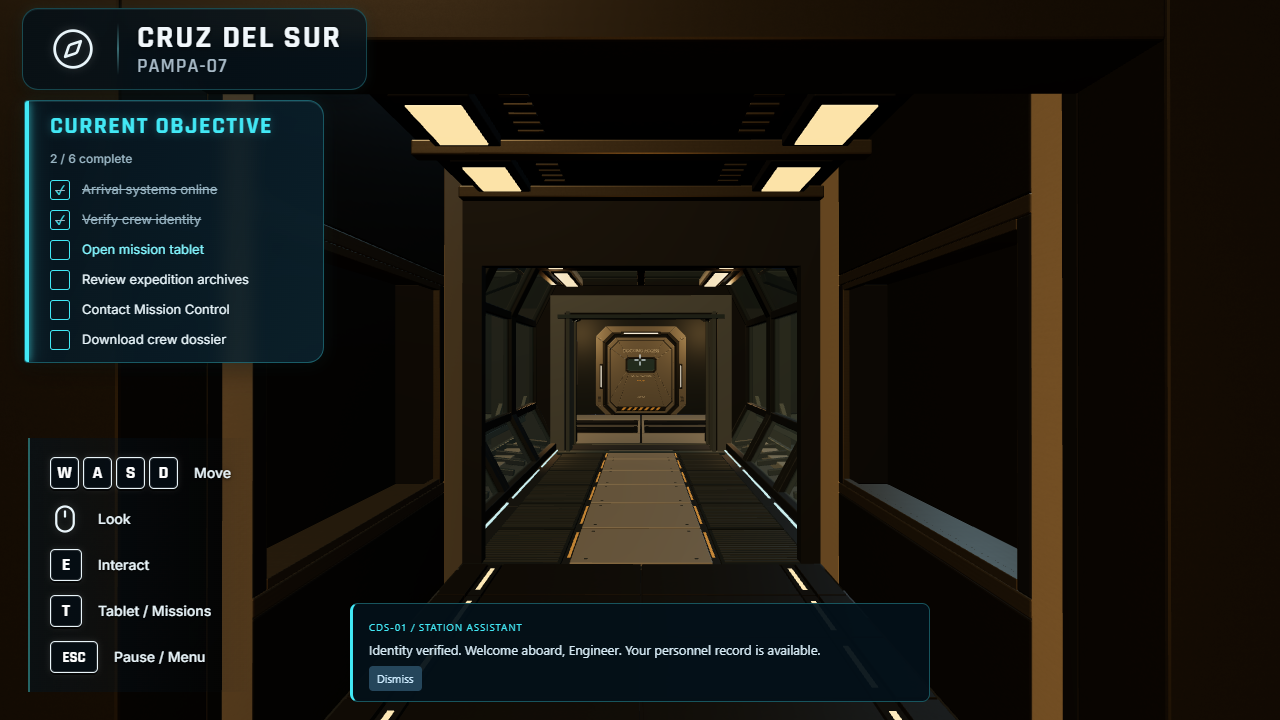 CRUZ DEL SUR
PAMPA-07
CURRENT OBJECTIVE
2 / 6 complete
Arrival systems online
Verify crew identity
Open mission tablet
Review expedition archives
Contact Mission Control
Download crew dossier
W A S D Move
Look
E Interact
T Tablet / Missions
ESC Pause / Menu
CDS-01 / STATION ASSISTANT
Identity verified. Welcome aboard, Engineer. Your personnel record is available.
Dismiss